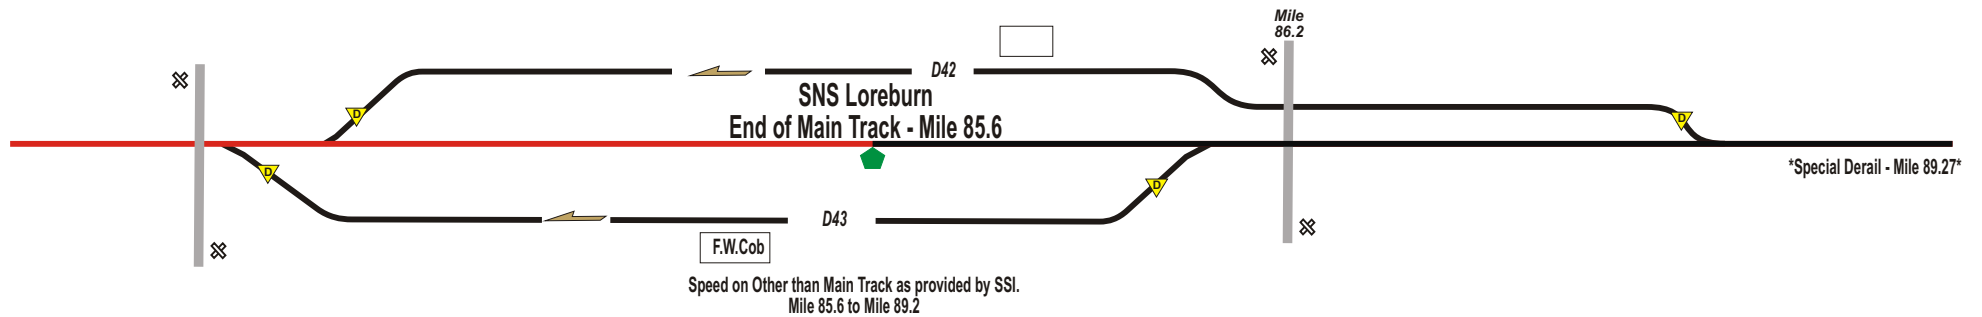 Mile
86.2
D42
SNS Loreburn
End of Main Track - Mile 85.6
D
D
D
D
*Special Derail - Mile 89.27*
D43
F.W.Cob
Speed on Other than Main Track as provided by SSI.
Mile 85.6 to Mile 89.2